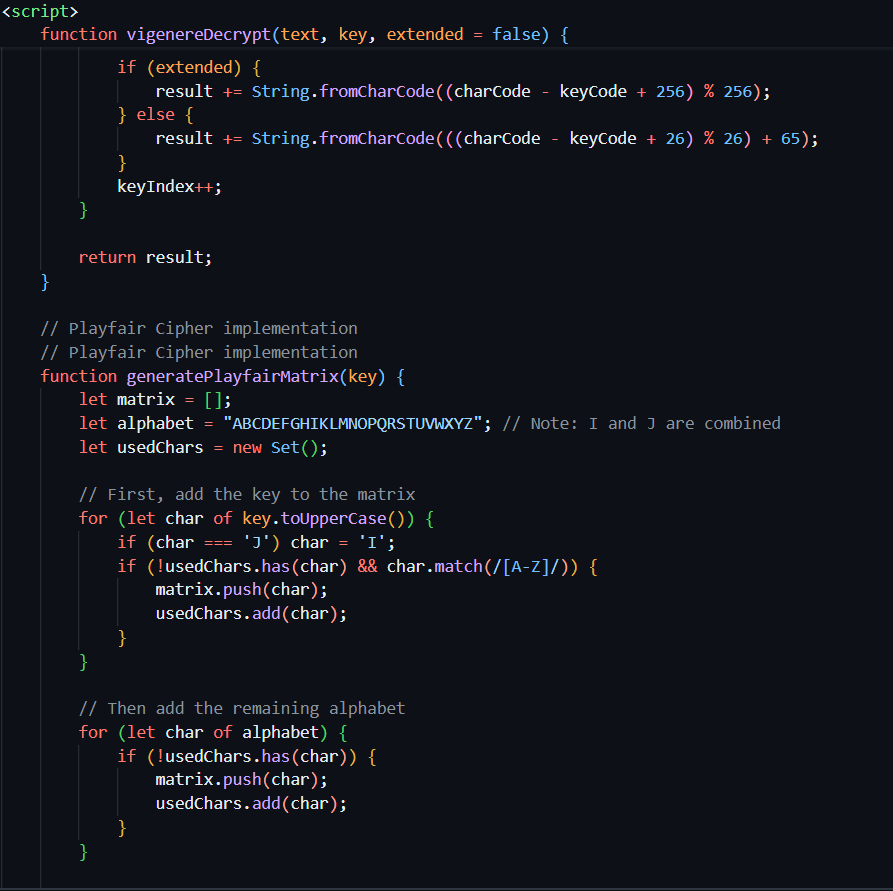 <script>
    function vigenereDecrypt(text, key, extended = false) {
            if (extended) {
                result += String.fromCharCode((charCode - keyCode + 256) % 256);
            } else {
                result += String.fromCharCode(((charCode - keyCode + 26) % 26) + 65);
            }
            keyIndex++;
        }

        return result;
    }

    // Playfair Cipher implementation
    // Playfair Cipher implementation
    function generatePlayfairMatrix(key) {
        let matrix = [];
        let alphabet = "ABCDEFGHIKLMNOPQRSTUVWXYZ"; // Note: I and J are combined
        let usedChars = new Set();

        // First, add the key to the matrix
        for (let char of key.toUpperCase()) {
            if (char === 'J') char = 'I';
            if (!usedChars.has(char) && char.match(/[A-Z]/)) {
                matrix.push(char);
                usedChars.add(char);
            }
        }

        // Then add the remaining alphabet
        for (let char of alphabet) {
            if (!usedChars.has(char)) {
                matrix.push(char);
                usedChars.add(char);
            }
        }